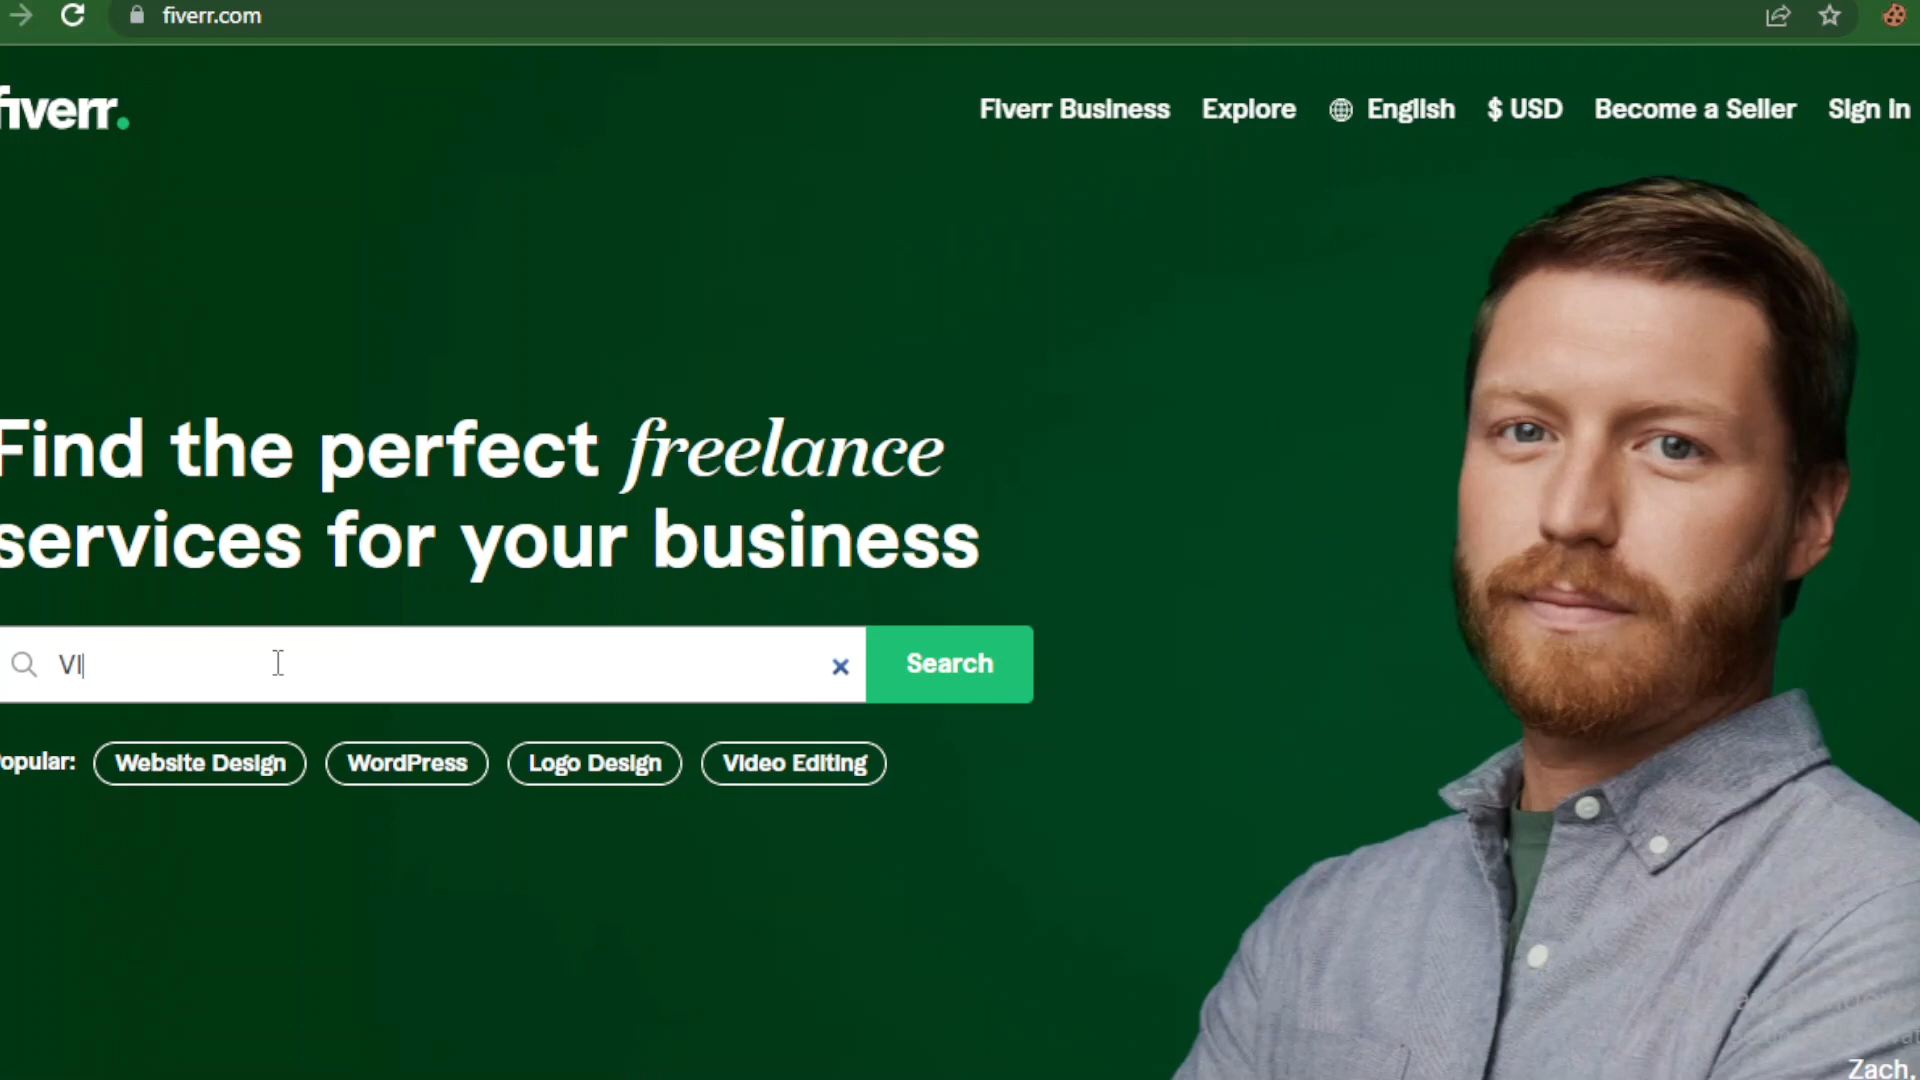 fiverr.com
fiverr.
Fiverr Business Explore English $ USD Become a Seller Sign in
Find the perfect freelance
services for your business
VI
Search
opular: Website Design WordPress Logo Design Video Editing
Zach,